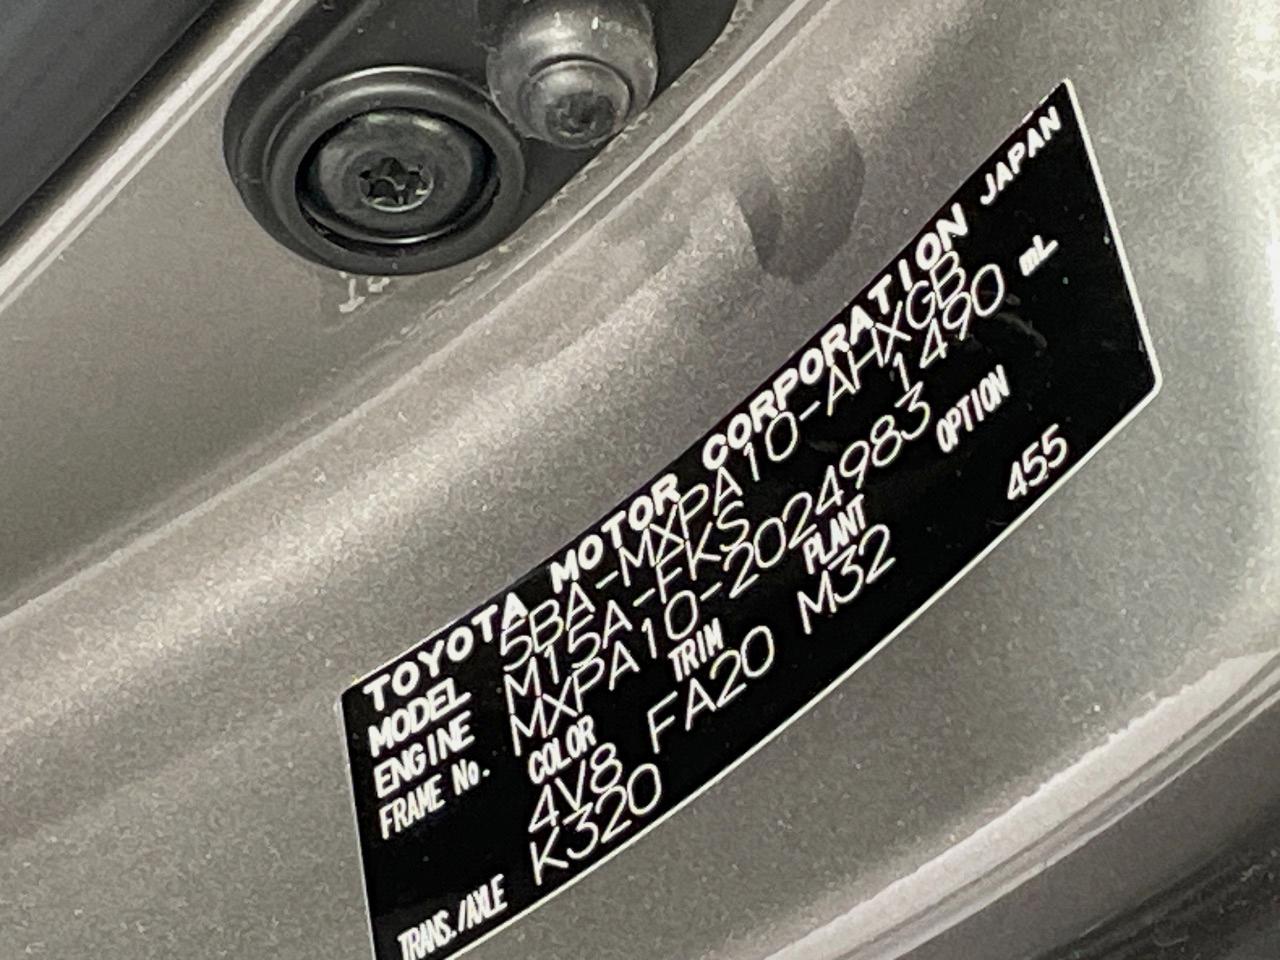 TOYOTA MOTOR CORPORATION JAPAN
MODEL 5BA-MXPA10-AHXGB
ENGINE M15A-FKS 1490 mL
FRAME No. MXPA10-2024983
COLOR TRIM PLANT OPTION
4V8 FA20 M32 455
TRANS./AXLE K320